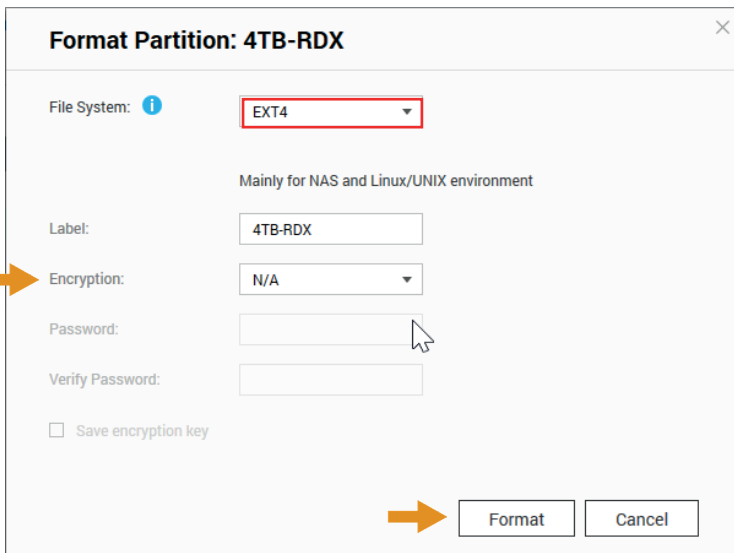 Format Partition: 4TB-RDX
File System:
EXT4
Mainly for NAS and Linux/UNIX environment
Label:
4TB-RDX
Encryption:
N/A
Password:
Verify Password:
Save encryption key
Format
Cancel